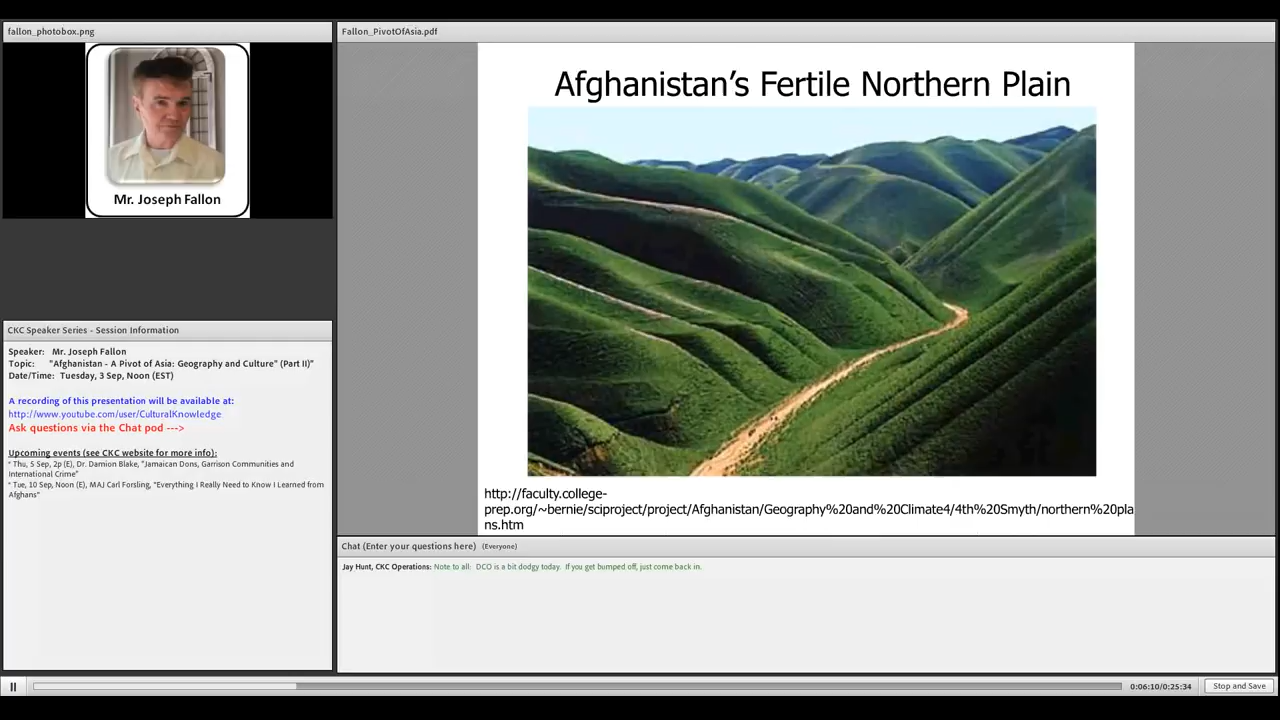 fallon_photobox.png
Mr. Joseph Fallon
CKC Speaker Series - Session Information
Speaker: Mr. Joseph Fallon
Topic: "Afghanistan - A Pivot of Asia: Geography and Culture" (Part II)"
Date/Time: Tuesday, 3 Sep, Noon (EST)
A recording of this presentation will be available at:
http://www.youtube.com/user/CulturalKnowledge
Ask questions via the Chat pod --->
Upcoming events (see CKC website for more info):
* Thu, 5 Sep, 2p (E), Dr. Damion Blake, "Jamaican Dons, Garrison Communities and
International Crime"
* Tue, 10 Sep, Noon (E), MAJ Carl Forsling, "Everything I Really Need to Know I Learned from
Afghans"
Fallon_PivotOfAsia.pdf
Afghanistan's Fertile Northern Plain
http://faculty.college-
prep.org/~bernie/sciproject/project/Afghanistan/Geography%20and%20Climate4/4th%20Smyth/northern%20pla
ns.htm
Chat (Enter your questions here) (Everyone)
Jay Hunt, CKC Operations: Note to all: DCO is a bit dodgy today. If you get bumped off, just come back in.
0:06:10/0:25:34
Stop and Save